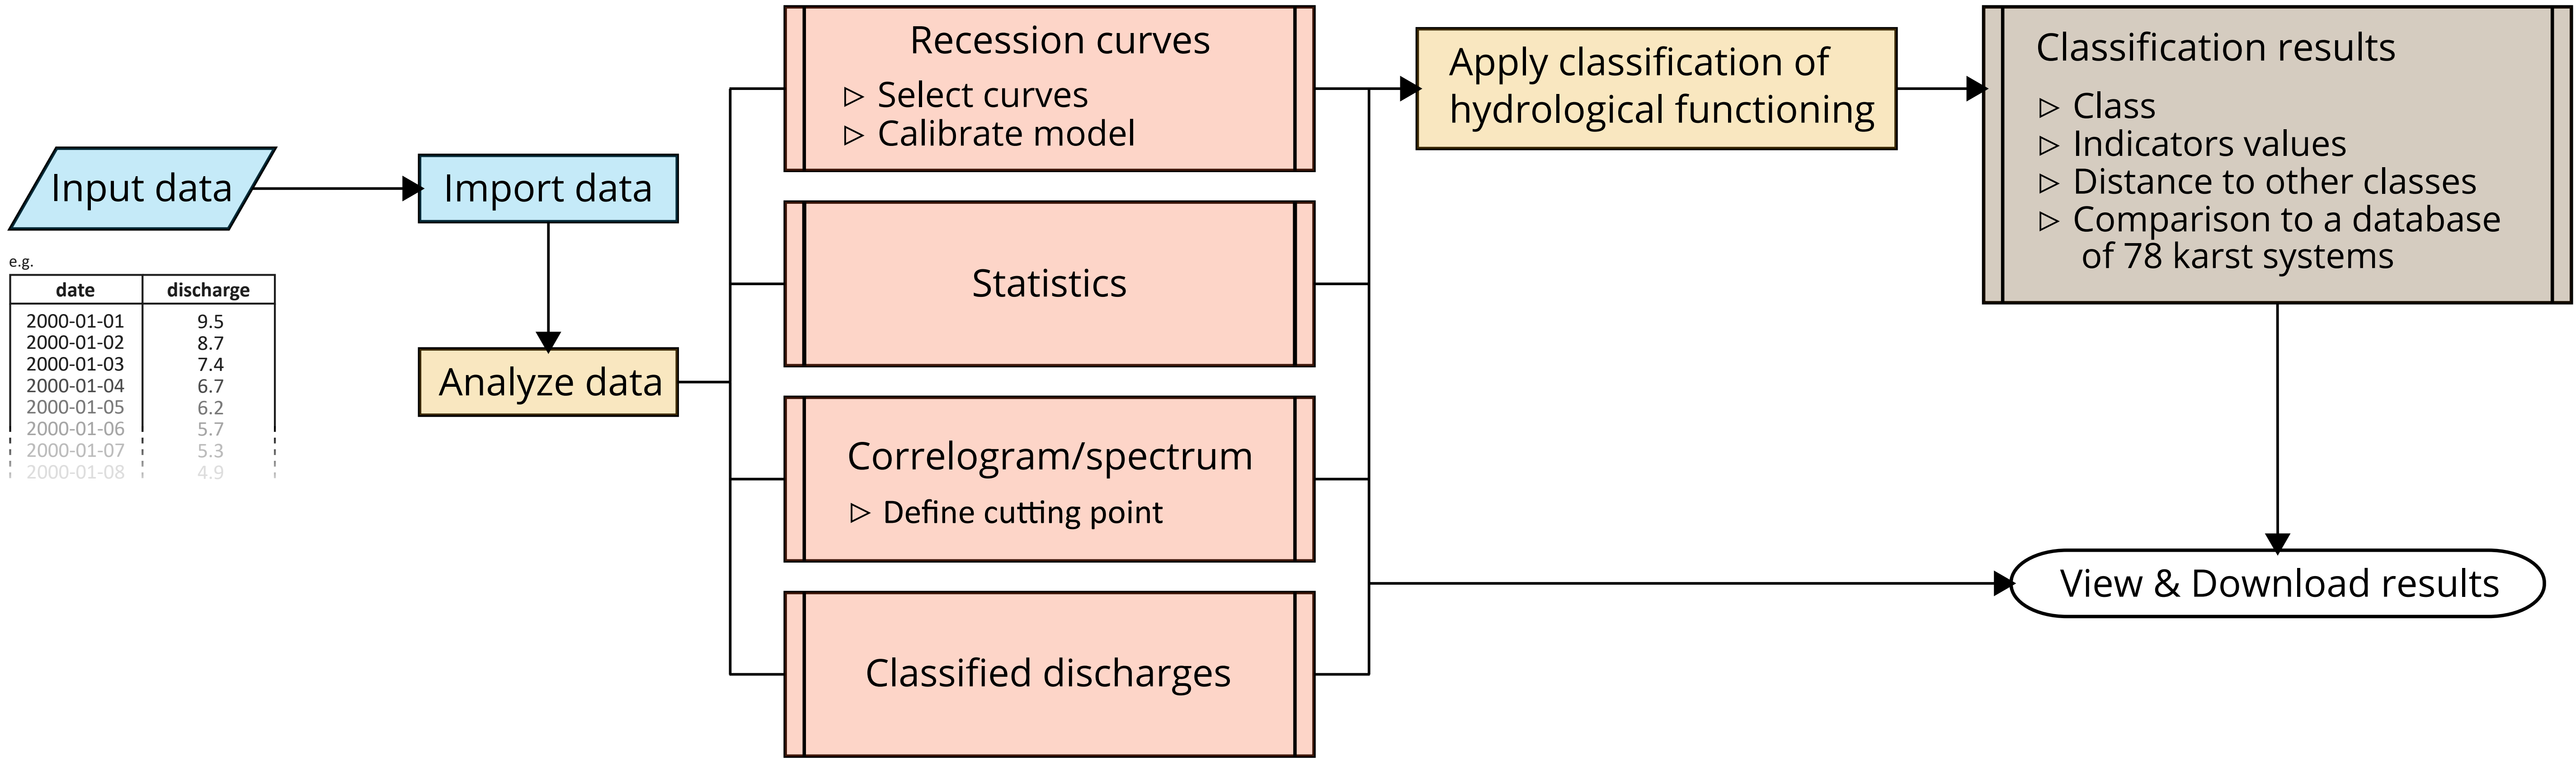 Input data
e.g.
date discharge
2000-01-01 9.5
2000-01-02 8.7
2000-01-03 7.4
2000-01-04 6.7
2000-01-05 6.2
2000-01-06 5.7
2000-01-07 5.3
2000-01-08 4.9
Import data
Analyze data
Recession curves
▷ Select curves
▷ Calibrate model
Statistics
Correlogram/spectrum
▷ Define cutting point
Classified discharges
Apply classification of
hydrological functioning
Classification results
▷ Class
▷ Indicators values
▷ Distance to other classes
▷ Comparison to a database
of 78 karst systems
View & Download results